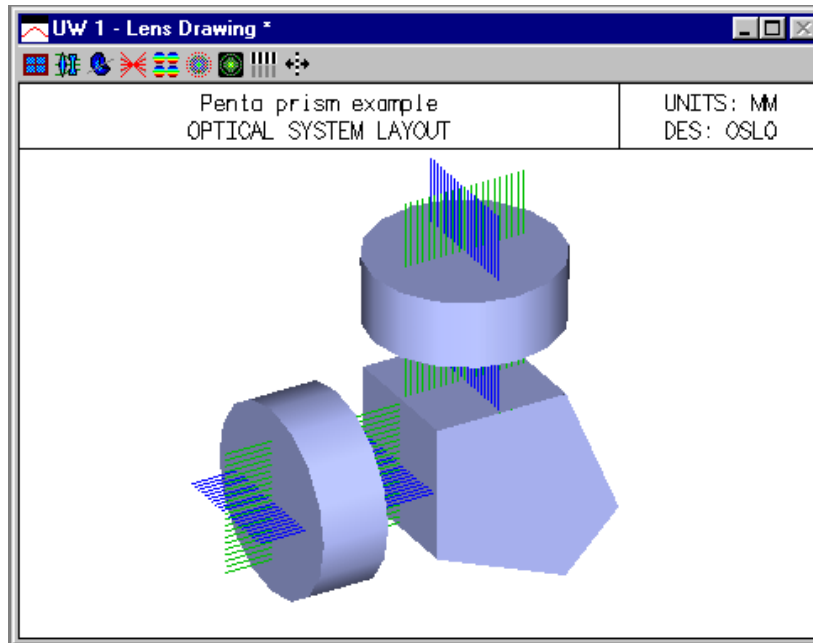 UW 1 - Lens Drawing *
Penta prism example
OPTICAL SYSTEM LAYOUT
UNITS: MM
DES: OSLO